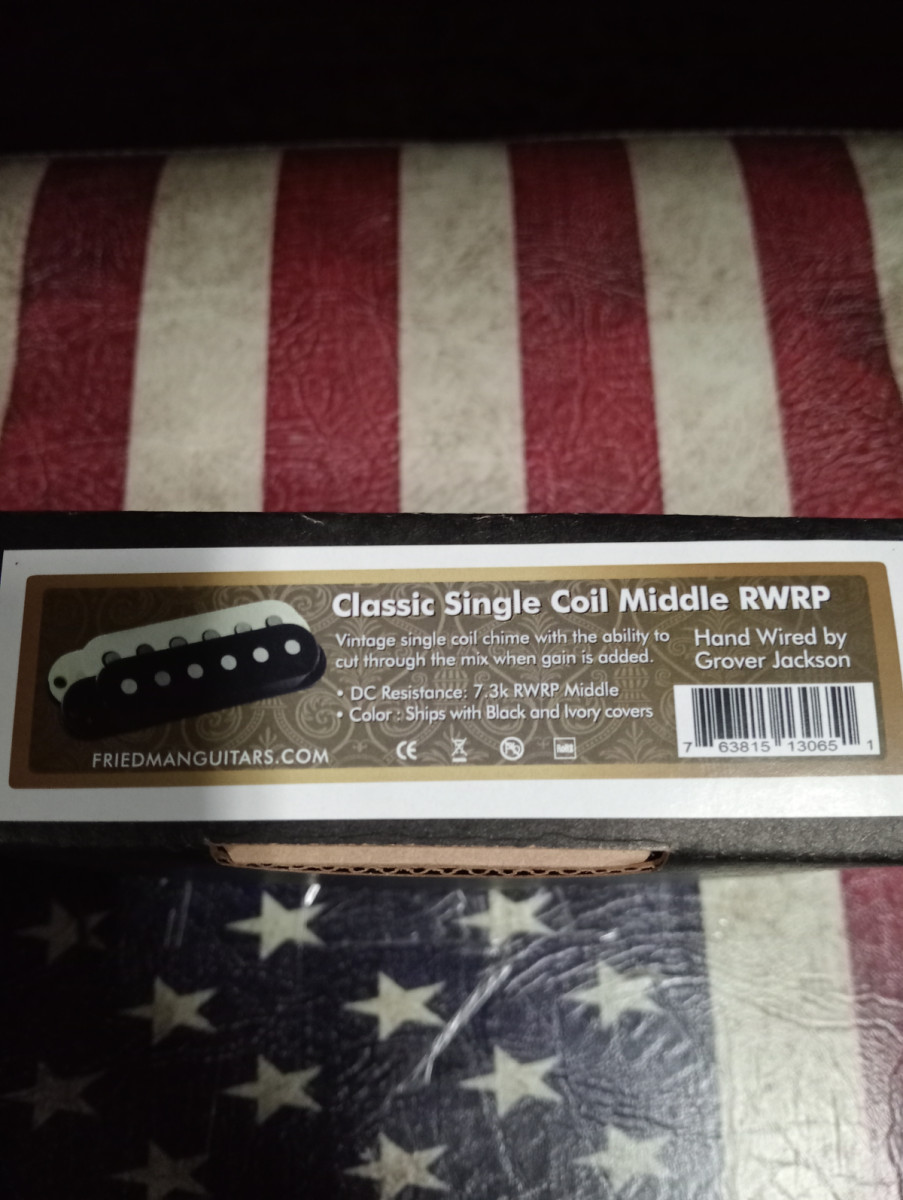 Classic Single Coil Middle RWRP
Vintage single coil chime with the ability to
cut through the mix when gain is added.
Hand Wired by
Grover Jackson
• DC Resistance: 7.3k RWRP Middle
• Color : Ships with Black and Ivory covers
FRIEDMANGUITARS.COM
CE
Pb
RoHS
7 63815 13065 1